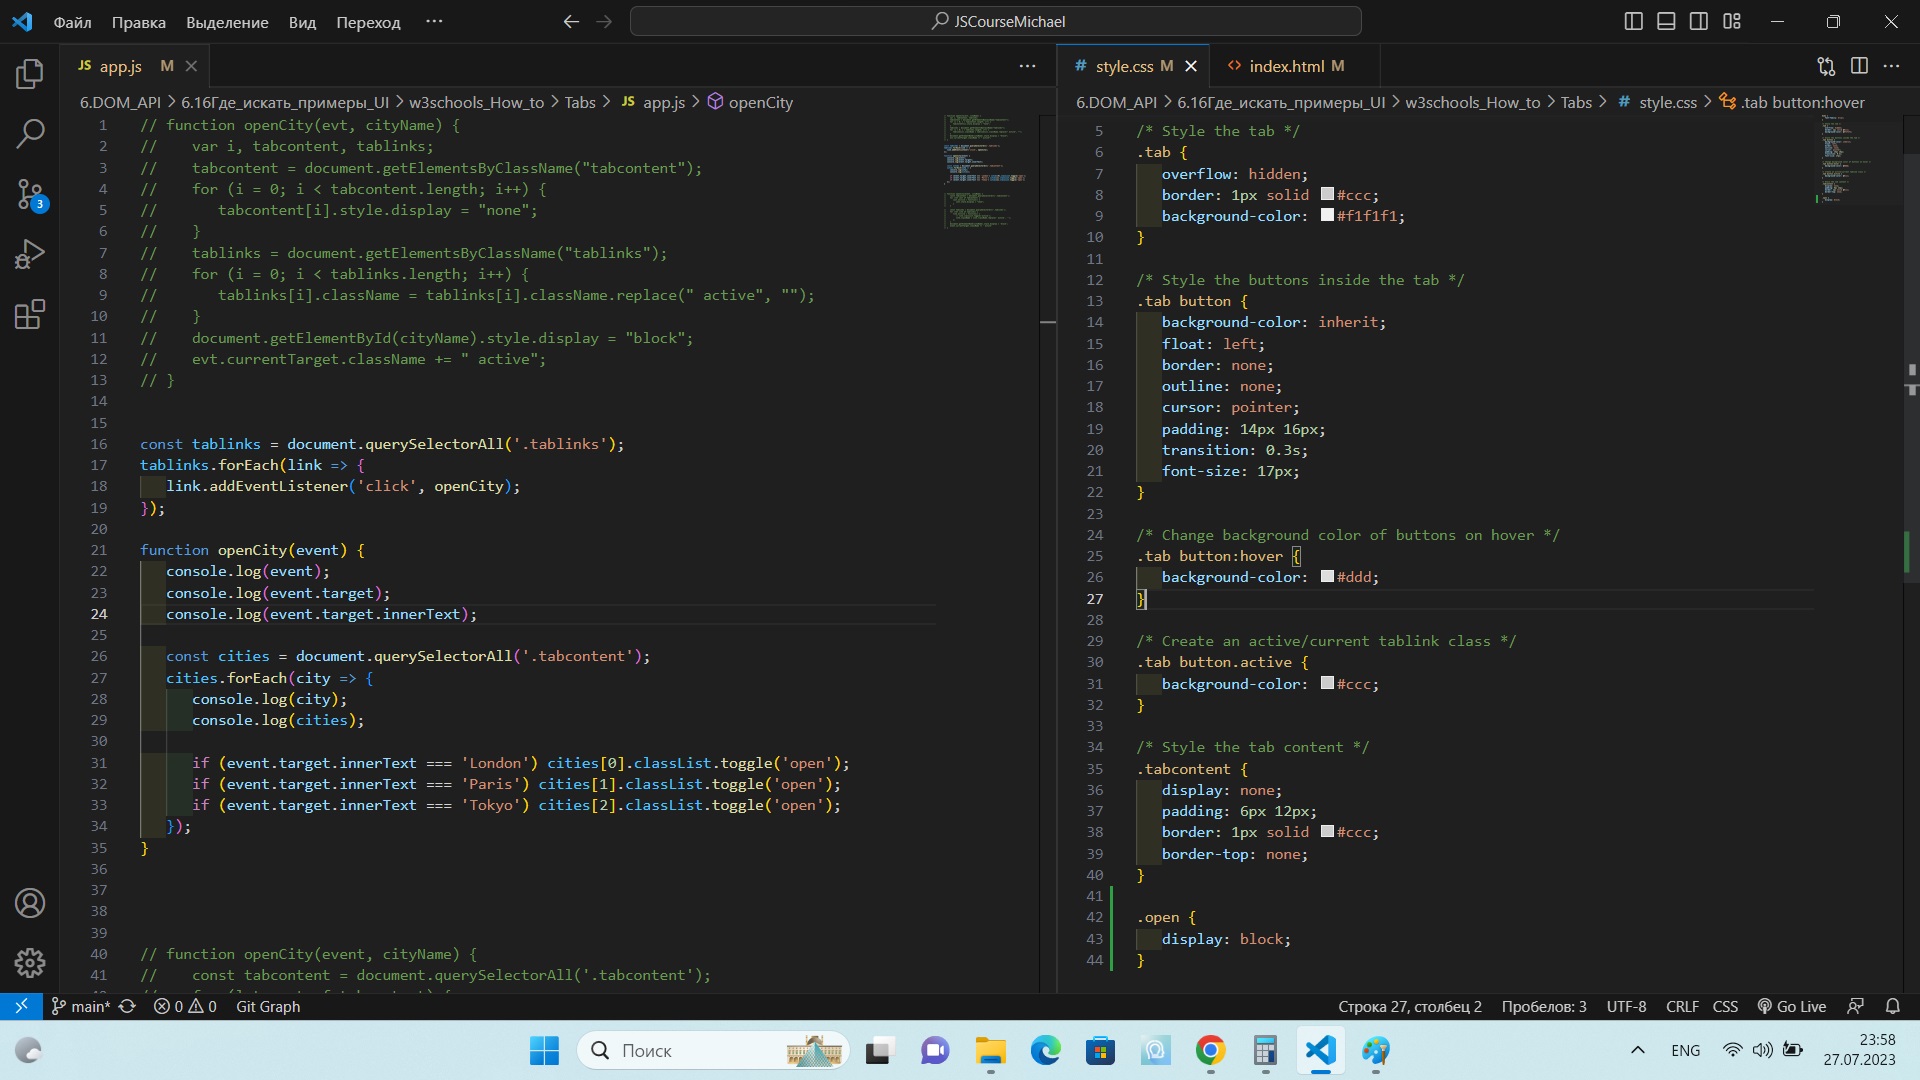 Файл Правка Выделение Вид Переход ··· JSCourseMichael
JS app.js M
6.DOM_API > 6.16Где_искать_примеры_UI > w3schools_How_to > Tabs > JS app.js > openCity
1 // function openCity(evt, cityName) {
2 //    var i, tabcontent, tablinks;
3 //    tabcontent = document.getElementsByClassName("tabcontent");
4 //    for (i = 0; i < tabcontent.length; i++) {
5 //       tabcontent[i].style.display = "none";
6 //    }
7 //    tablinks = document.getElementsByClassName("tablinks");
8 //    for (i = 0; i < tablinks.length; i++) {
9 //       tablinks[i].className = tablinks[i].className.replace(" active", "");
10 //    }
11 //    document.getElementById(cityName).style.display = "block";
12 //    evt.currentTarget.className += " active";
13 // }
14
15
16 const tablinks = document.querySelectorAll('.tablinks');
17 tablinks.forEach(link => {
18    link.addEventListener('click', openCity);
19 });
20
21 function openCity(event) {
22    console.log(event);
23    console.log(event.target);
24    console.log(event.target.innerText);
25
26    const cities = document.querySelectorAll('.tabcontent');
27    cities.forEach(city => {
28       console.log(city);
29       console.log(cities);
30
31       if (event.target.innerText === 'London') cities[0].classList.toggle('open');
32       if (event.target.innerText === 'Paris') cities[1].classList.toggle('open');
33       if (event.target.innerText === 'Tokyo') cities[2].classList.toggle('open');
34    });
35 }
36
37
38
39
40 // function openCity(event, cityName) {
41 //    const tabcontent = document.querySelectorAll('.tabcontent');
# style.css M
<> index.html M
6.DOM_API > 6.16Где_искать_примеры_UI > w3schools_How_to > Tabs > # style.css > .tab button:hover
5 /* Style the tab */
6 .tab {
7    overflow: hidden;
8    border: 1px solid #ccc;
9    background-color: #f1f1f1;
10 }
11
12 /* Style the buttons inside the tab */
13 .tab button {
14    background-color: inherit;
15    float: left;
16    border: none;
17    outline: none;
18    cursor: pointer;
19    padding: 14px 16px;
20    transition: 0.3s;
21    font-size: 17px;
22 }
23
24 /* Change background color of buttons on hover */
25 .tab button:hover {
26    background-color: #ddd;
27 }
28
29 /* Create an active/current tablink class */
30 .tab button.active {
31    background-color: #ccc;
32 }
33
34 /* Style the tab content */
35 .tabcontent {
36    display: none;
37    padding: 6px 12px;
38    border: 1px solid #ccc;
39    border-top: none;
40 }
41
42 .open {
43    display: block;
44 }
3
main* 0 0 Git Graph Строка 27, столбец 2 Пробелов: 3 UTF-8 CRLF CSS Go Live
Поиск ENG 23:58
27.07.2023